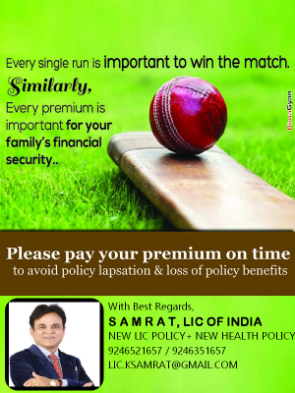 Every single run is important to win the match.
Similarly,
Every premium is
important for your
family's financial
security..
Please pay your premium on time
to avoid policy lapsation & loss of policy benefits
With Best Regards,
S A M R A T, LIC OF INDIA
NEW LIC POLICY+ NEW HEALTH POLICY
9246521657 / 9246351657
LIC.KSAMRAT@GMAIL.COM